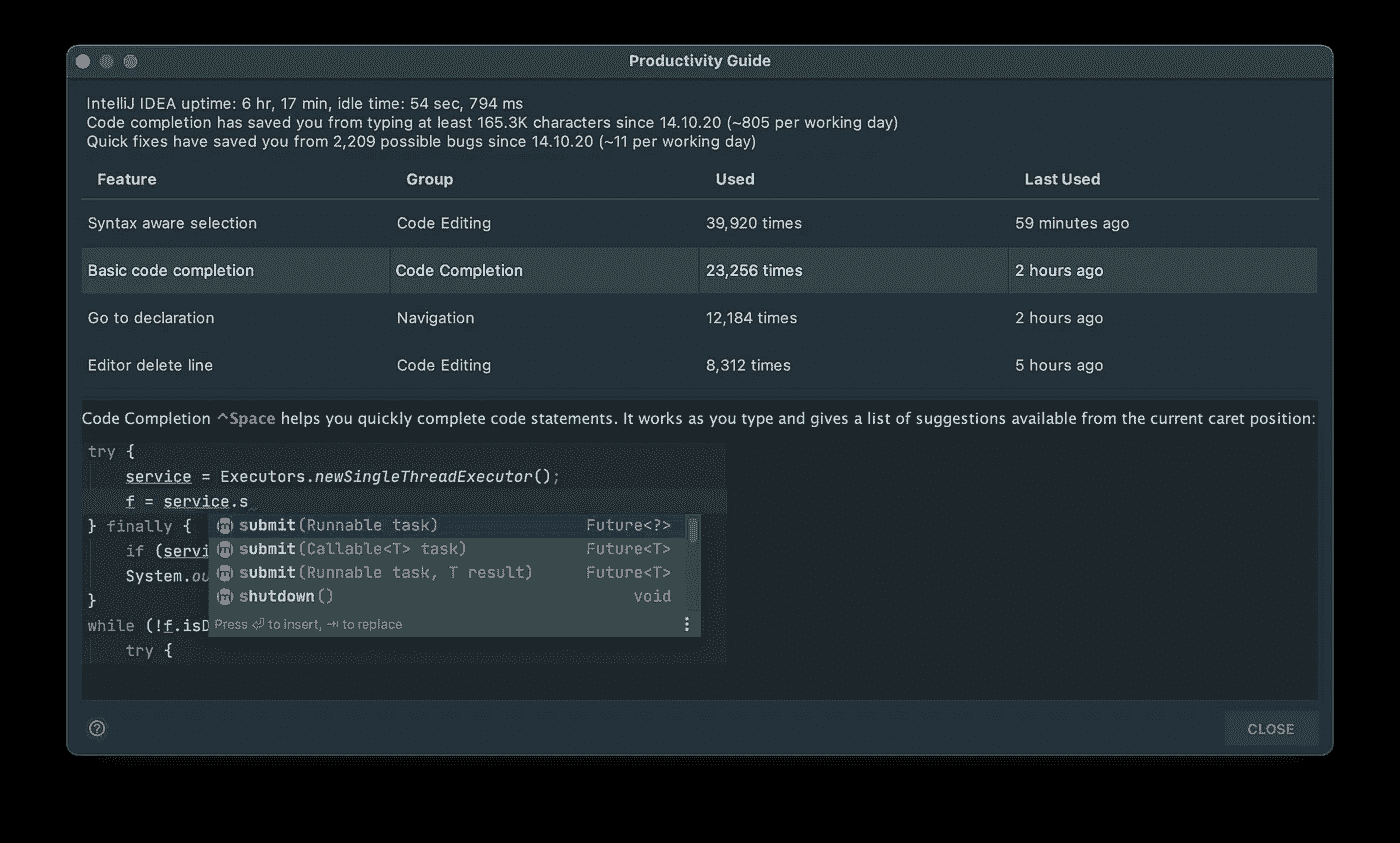 Productivity Guide
IntelliJ IDEA uptime: 6 hr, 17 min, idle time: 54 sec, 794 ms
Code completion has saved you from typing at least 165.3K characters since 14.10.20 (~805 per working day)
Quick fixes have saved you from 2,209 possible bugs since 14.10.20 (~11 per working day)
Feature Group Used Last Used
Syntax aware selection Code Editing 39,920 times 59 minutes ago
Basic code completion Code Completion 23,256 times 2 hours ago
Go to declaration Navigation 12,184 times 2 hours ago
Editor delete line Code Editing 8,312 times 5 hours ago
Code Completion ^Space helps you quickly complete code statements. It works as you type and gives a list of suggestions available from the current caret position:
try {
service = Executors.newSingleThreadExecutor();
f = service.s
} finally { submit(Runnable task) Future<?>
if (servi submit(Callable<T> task) Future<T>
System.ou submit(Runnable task, T result) Future<T>
} shutdown() void
while (!f.isD Press ⏎ to insert, ⇥ to replace
try {
? CLOSE